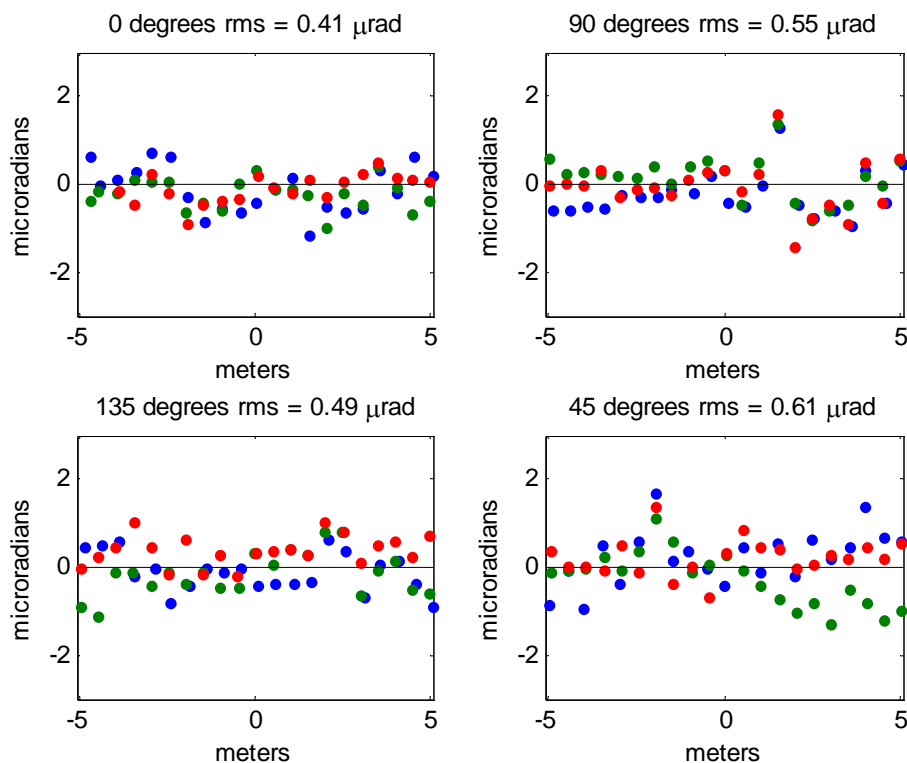 0 degrees rms = 0.41 μrad
90 degrees rms = 0.55 μrad
microradians
2
0
-2
-5
0
5
meters
microradians
2
0
-2
-5
0
5
meters
135 degrees rms = 0.49 μrad
45 degrees rms = 0.61 μrad
microradians
2
0
-2
-5
0
5
meters
microradians
2
0
-2
-5
0
5
meters